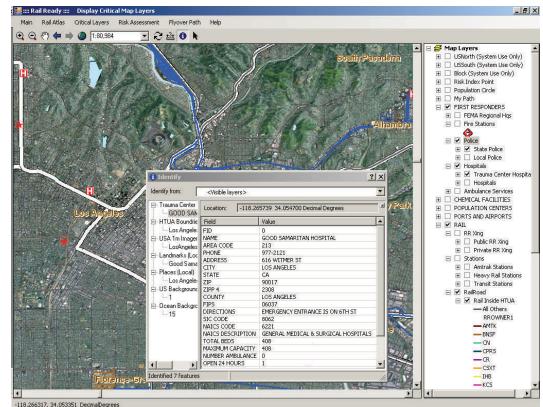 ::: Rail Ready ::: Display Critical Map Layers
Main Rail Atlas Critical Layers Risk Assessment Flyover Path Help
1:80,984
South Pasadena
Alhambra
Los Angeles
H
H
Identify
Identify from: <Visible layers>
Location: -118.265739 34.054700 Decimal Degrees
Trauma Center
GOOD SAM
HTUA Boundrie
Los Angele
USA Tm Image
LosAngeles
Landmarks (Loc
Good Sama
Places (Local)
Los Angele
US Background
1
Ocean Backgro
15
Field Value
FID 0
NAME GOOD SAMARITAN HOSPITAL
AREA CODE 213
PHONE 977-2121
ADDRESS 616 WITMER ST
CITY LOS ANGELES
STATE CA
ZIP 90017
ZIPP 4 2308
COUNTY LOS ANGELES
FIPS 06037
DIRECTIONS EMERGENCY ENTRANCE IS ON 6TH ST
SIC CODE 8062
NAICS CODE 6221
NAICS DESCRIPTION GENERAL MEDICAL & SURGICAL HOSPITALS
TOTAL BEDS 408
MAXIMUM CAPACITY 408
NUMBER AMBULANCE 0
OPEN 24 HOURS 1
Identified 7 features
-118.266317, 34.053351 DecimalDegrees
Map Layers
USNorth (System Use Only)
USSouth (System Use Only)
Block (System Use Only)
Risk Index Point
Population Circle
My Path
FIRST RESPONDERS
FEMA Regional Hqs
Fire Stations
Police
State Police
Local Police
Hospitals
Trauma Center Hospita
Hospitals
Ambulance Services
CHEMICAL FACILITIES
POPULATION CENTERS
PORTS AND AIRPORTS
RAIL
RR Xing
Public RR Xing
Private RR Xing
Stations
Amtrak Stations
Heavy Rail Stations
Transit Stations
RailRoad
Rail Inside HTUA
All Others
RROWNER1
AMTK
BNSF
CN
CPRS
CR
CSXT
IHB
KCS